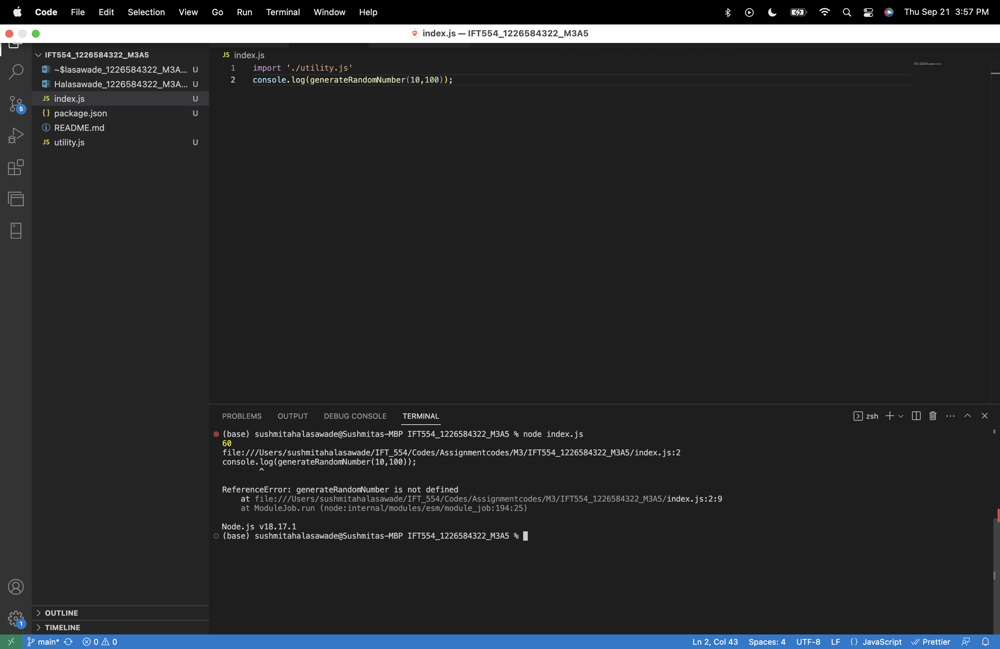 Code File Edit Selection View Go Run Terminal Window Help Thu Sep 21 3:57 PM
index.js — IFT554_1226584322_M3A5
IFT554_1226584322_M3A5
~$lasawade_1226584322_M3A... U
Halasawade_1226584322_M3A... U
JS index.js U
{} package.json U
README.md
JS utility.js U
5
JS index.js
1 import './utility.js'
2 console.log(generateRandomNumber(10,100));
PROBLEMS OUTPUT DEBUG CONSOLE TERMINAL zsh
(base) sushmitahalasawade@Sushmitas-MBP IFT554_1226584322_M3A5 % node index.js
60
file:///Users/sushmitahalasawade/IFT_554/Codes/Assignmentcodes/M3/IFT554_1226584322_M3A5/index.js:2
console.log(generateRandomNumber(10,100));
^
ReferenceError: generateRandomNumber is not defined
at file:///Users/sushmitahalasawade/IFT_554/Codes/Assignmentcodes/M3/IFT554_1226584322_M3A5/index.js:2:9
at ModuleJob.run (node:internal/modules/esm/module_job:194:25)
Node.js v18.17.1
(base) sushmitahalasawade@Sushmitas-MBP IFT554_1226584322_M3A5 %
OUTLINE
1
TIMELINE
main* 0 0 Ln 2, Col 43 Spaces: 4 UTF-8 LF {} JavaScript Prettier